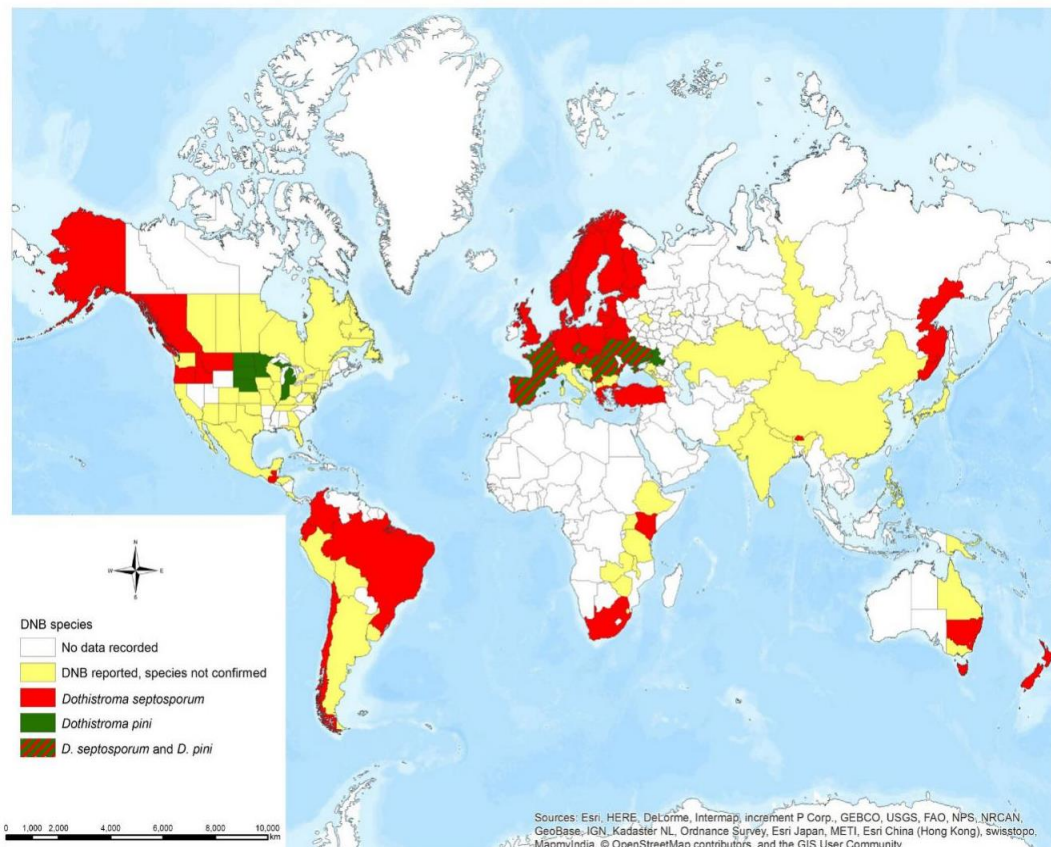 N
W
E
S
DNB species
No data recorded
DNB reported, species not confirmed
Dothistroma septosporum
Dothistroma pini
D. septosporum and D. pini
0 1,000 2,000 4,000 6,000 8,000 10,000
Kilometers
Sources: Esri, HERE, DeLorme, Intermap, increment P Corp., GEBCO, USGS, FAO, NPS, NRCAN,
GeoBase, IGN, Kadaster NL, Ordnance Survey, Esri Japan, METI, Esri China (Hong Kong), swisstopo,
MapmyIndia, © OpenStreetMap contributors, and the GIS User Community